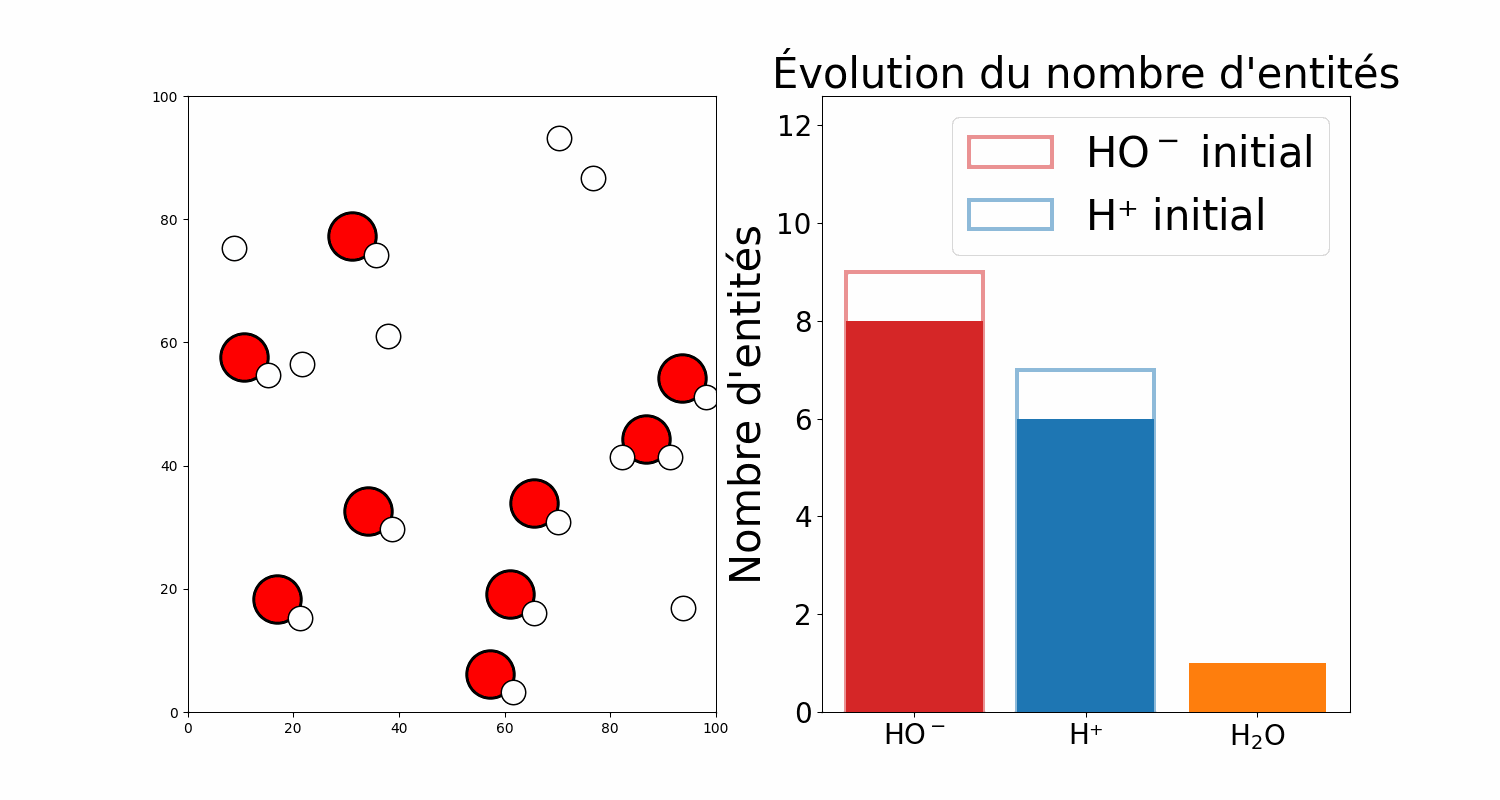 Évolution du nombre d'entités
100
80
60
40
20
0
0 20 40 60 80 100
Nombre d'entités
12
10
8
6
4
2
0
HO⁻ initial
H⁺ initial
HO⁻ H⁺ H₂O